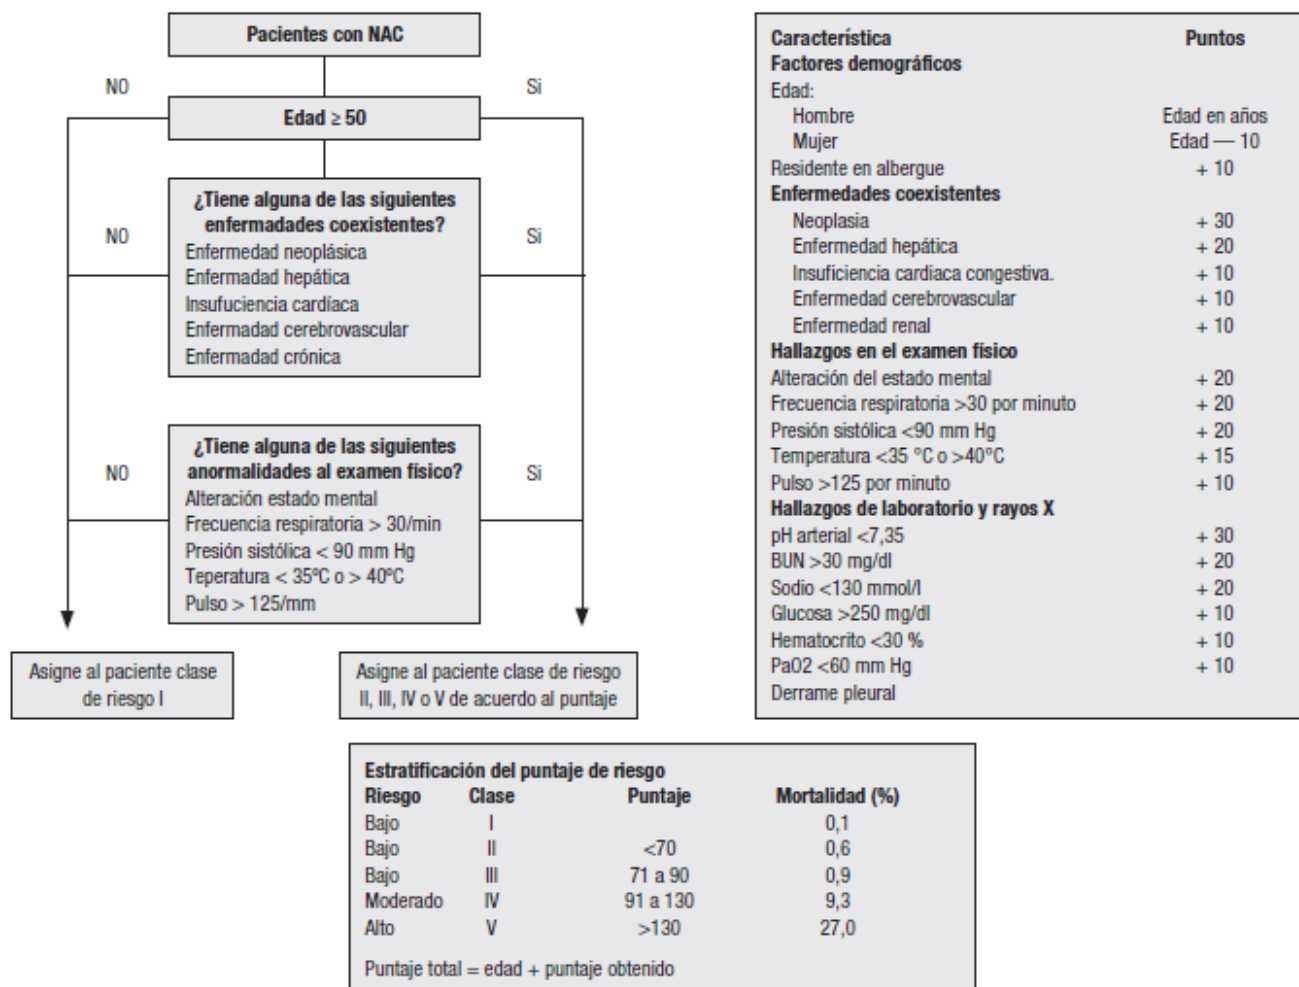 Pacientes con NAC
NO
Si
Edad ≥ 50
¿Tiene alguna de las siguientes
enfermadades coexistentes?
NO
Si
Enfermedad neoplásica
Enfermadad hepática
Insufuciencia cardíaca
Enfermadad cerebrovascular
Enfermadad crónica
¿Tiene alguna de las siguientes
anormalidades al examen físico?
NO
Si
Alteración estado mental
Frecuencia respiratoria > 30/min
Presión sistólica < 90 mm Hg
Teperatura < 35ºC o > 40ºC
Pulso > 125/mm
Asigne al paciente clase
de riesgo I
Asigne al paciente clase de riesgo
II, III, IV o V de acuerdo al puntaje
Característica Puntos
Factores demográficos
Edad:
Hombre Edad en años
Mujer Edad — 10
Residente en albergue + 10
Enfermedades coexistentes
Neoplasia + 30
Enfermedad hepática + 20
Insuficiencia cardiaca congestiva. + 10
Enfermedad cerebrovascular + 10
Enfermedad renal + 10
Hallazgos en el examen físico
Alteración del estado mental + 20
Frecuencia respiratoria >30 por minuto + 20
Presión sistólica <90 mm Hg + 20
Temperatura <35 °C o >40°C + 15
Pulso >125 por minuto + 10
Hallazgos de laboratorio y rayos X
pH arterial <7,35 + 30
BUN >30 mg/dl + 20
Sodio <130 mmol/l + 20
Glucosa >250 mg/dl + 10
Hematocrito <30 % + 10
PaO2 <60 mm Hg + 10
Derrame pleural
Estratificación del puntaje de riesgo
Riesgo Clase Puntaje Mortalidad (%)
Bajo I 0,1
Bajo II <70 0,6
Bajo III 71 a 90 0,9
Moderado IV 91 a 130 9,3
Alto V >130 27,0
Puntaje total = edad + puntaje obtenido